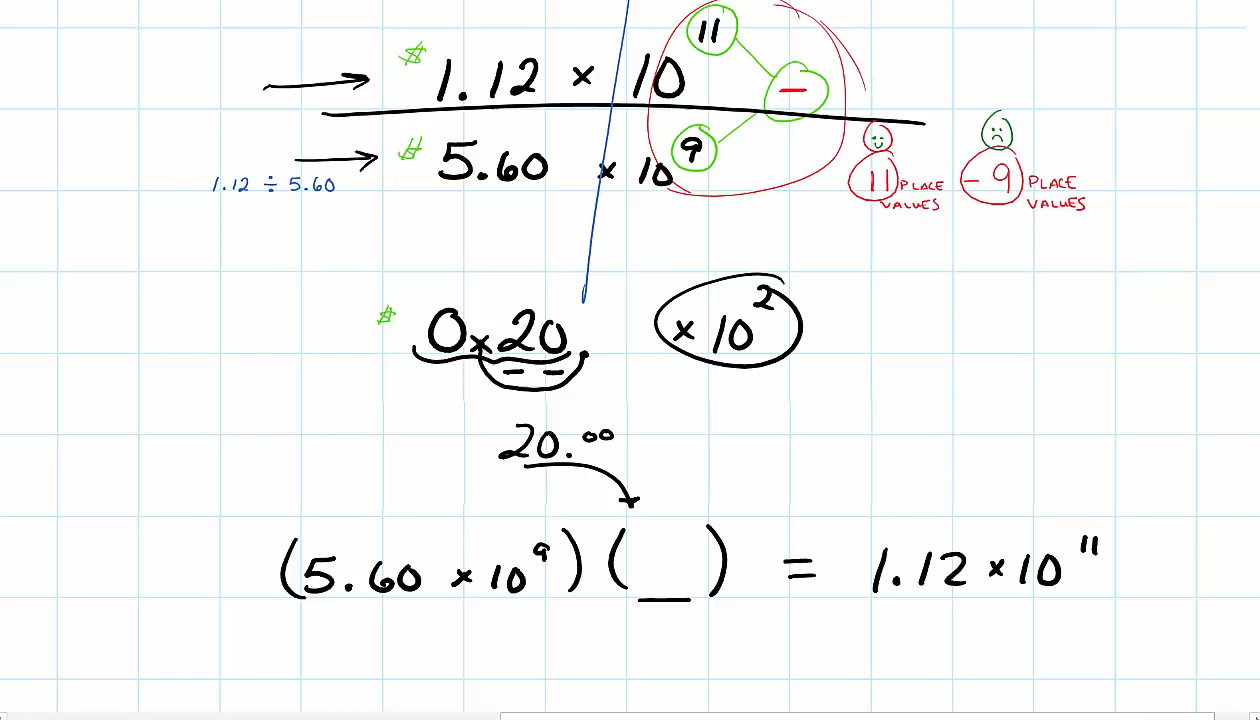 $ 1.12 × 10^11 −
$ 5.60 × 10^9
1.12 ÷ 5.60
11 PLACE VALUES
− 9 PLACE VALUES
$ 0.20 × 10^2
20.00
(5.60 × 10^9)(__) = 1.12 × 10^11